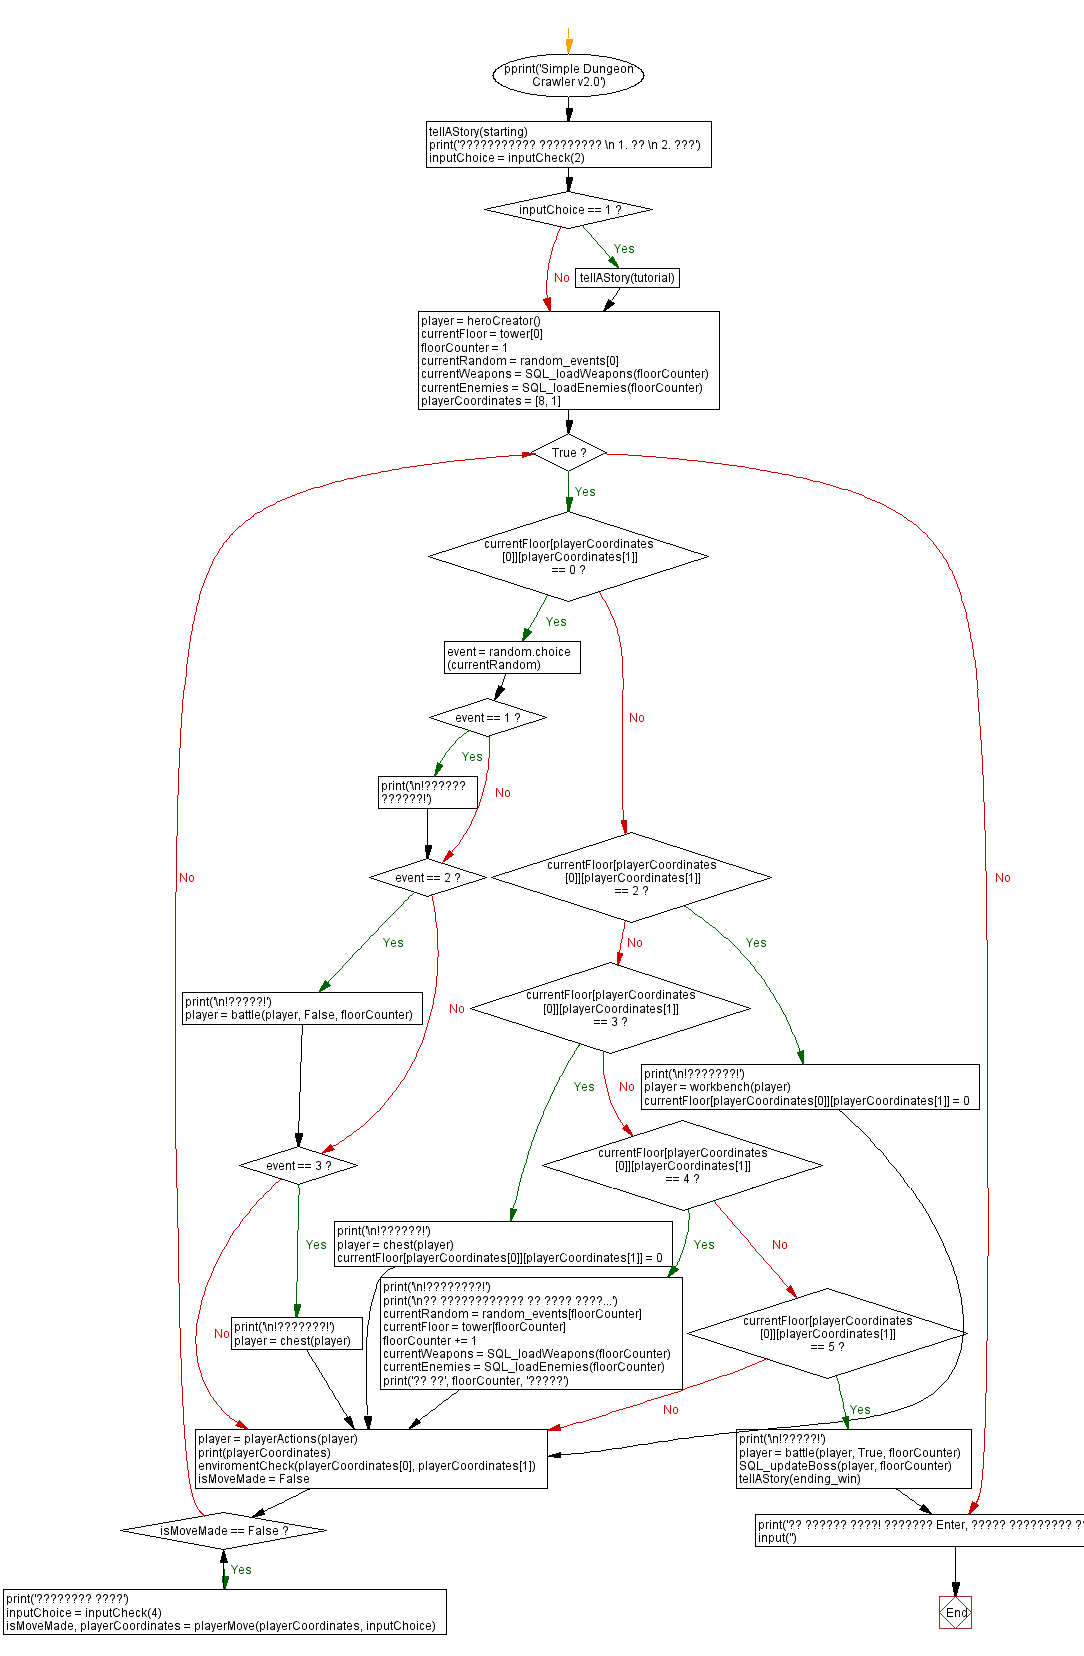 pprint('Simple Dungeon
Crawler v2.0')
tellAStory(starting)
print('??????????? ????????? \n 1. ?? \n 2. ???')
inputChoice = inputCheck(2)
inputChoice == 1 ?
Yes
No
tellAStory(tutorial)
player = heroCreator()
currentFloor = tower[0]
floorCounter = 1
currentRandom = random_events[0]
currentWeapons = SQL_loadWeapons(floorCounter)
currentEnemies = SQL_loadEnemies(floorCounter)
playerCoordinates = [8, 1]
True ?
Yes
currentFloor[playerCoordinates
[0]][playerCoordinates[1]]
== 0 ?
Yes
event = random.choice
(currentRandom)
event == 1 ?
No
Yes
print('\n!??????
??????!')
No
currentFloor[playerCoordinates
[0]][playerCoordinates[1]]
== 2 ?
No
event == 2 ?
No
Yes
No
Yes
currentFloor[playerCoordinates
[0]][playerCoordinates[1]]
== 3 ?
print('\n!?????!')
player = battle(player, False, floorCounter)
No
print('\n!???????!')
player = workbench(player)
currentFloor[playerCoordinates[0]][playerCoordinates[1]] = 0
Yes
No
currentFloor[playerCoordinates
[0]][playerCoordinates[1]]
== 4 ?
event == 3 ?
print('\n!??????!')
player = chest(player)
currentFloor[playerCoordinates[0]][playerCoordinates[1]] = 0
Yes
Yes
No
print('\n!????????!')
print('\n?? ???????????? ?? ???? ????...')
currentRandom = random_events[floorCounter]
currentFloor = tower[floorCounter]
floorCounter += 1
currentWeapons = SQL_loadWeapons(floorCounter)
currentEnemies = SQL_loadEnemies(floorCounter)
print('?? ??', floorCounter, '?????')
currentFloor[playerCoordinates
[0]][playerCoordinates[1]]
== 5 ?
No
print('\n!???????!')
player = chest(player)
No
Yes
player = playerActions(player)
print(playerCoordinates)
enviromentCheck(playerCoordinates[0], playerCoordinates[1])
isMoveMade = False
print('\n!?????!')
player = battle(player, True, floorCounter)
SQL_updateBoss(player, floorCounter)
tellAStory(ending_win)
isMoveMade == False ?
print('?? ?????? ????! ??????? Enter, ????? ????????? ??
input('')
Yes
print('???????? ????')
inputChoice = inputCheck(4)
isMoveMade, playerCoordinates = playerMove(playerCoordinates, inputChoice)
End